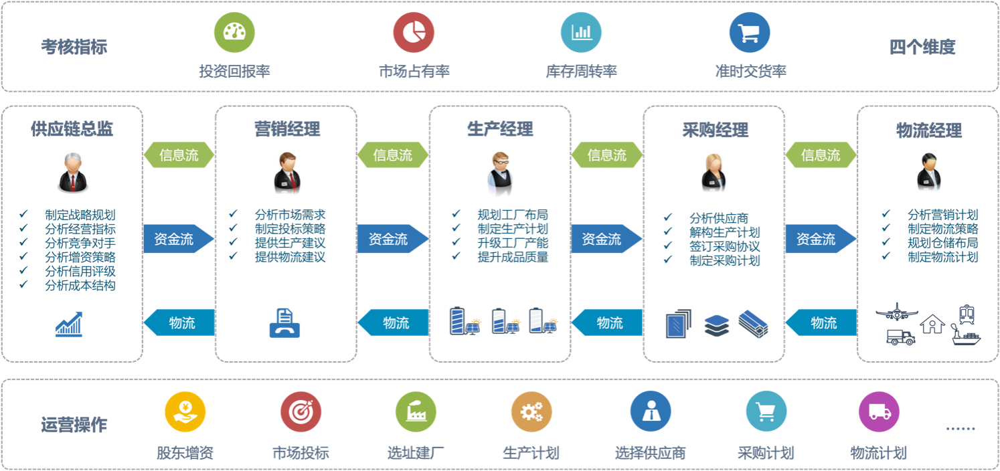 考核指标
投资回报率
市场占有率
库存周转率
准时交货率
四个维度
供应链总监
制定战略规划
分析经营指标
分析竞争对手
分析增资策略
分析信用评级
分析成本结构
信息流
资金流
物流
营销经理
分析市场需求
制定投标策略
提供生产建议
提供物流建议
信息流
资金流
物流
生产经理
规划工厂布局
制定生产计划
升级工厂产能
提升成品质量
信息流
资金流
物流
采购经理
分析供应商
解构生产计划
签订采购协议
制定采购计划
信息流
资金流
物流
物流经理
分析营销计划
制定物流策略
规划仓储布局
制定物流计划
运营操作
股东增资
市场投标
选址建厂
生产计划
选择供应商
采购计划
物流计划
……